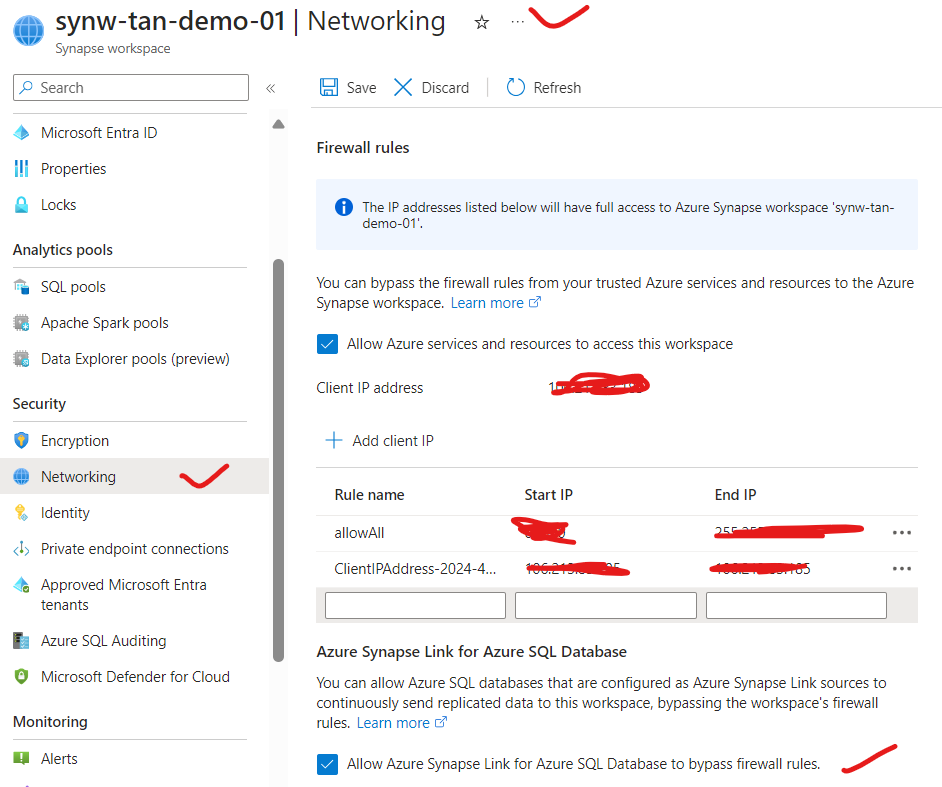 synw-tan-demo-01 | Networking
Synapse workspace
Search
Microsoft Entra ID
Properties
Locks
Analytics pools
SQL pools
Apache Spark pools
Data Explorer pools (preview)
Security
Encryption
Networking
Identity
Private endpoint connections
Approved Microsoft Entra
tenants
Azure SQL Auditing
Microsoft Defender for Cloud
Monitoring
Alerts
Save Discard Refresh
Firewall rules
The IP addresses listed below will have full access to Azure Synapse workspace 'synw-tan-
demo-01'.
You can bypass the firewall rules from your trusted Azure services and resources to the Azure
Synapse workspace. Learn more
Allow Azure services and resources to access this workspace
Client IP address
Add client IP
Rule name Start IP End IP
allowAll
ClientIPAddress-2024-4...
Azure Synapse Link for Azure SQL Database
You can allow Azure SQL databases that are configured as Azure Synapse Link sources to
continuously send replicated data to this workspace, bypassing the workspace's firewall
rules. Learn more
Allow Azure Synapse Link for Azure SQL Database to bypass firewall rules.